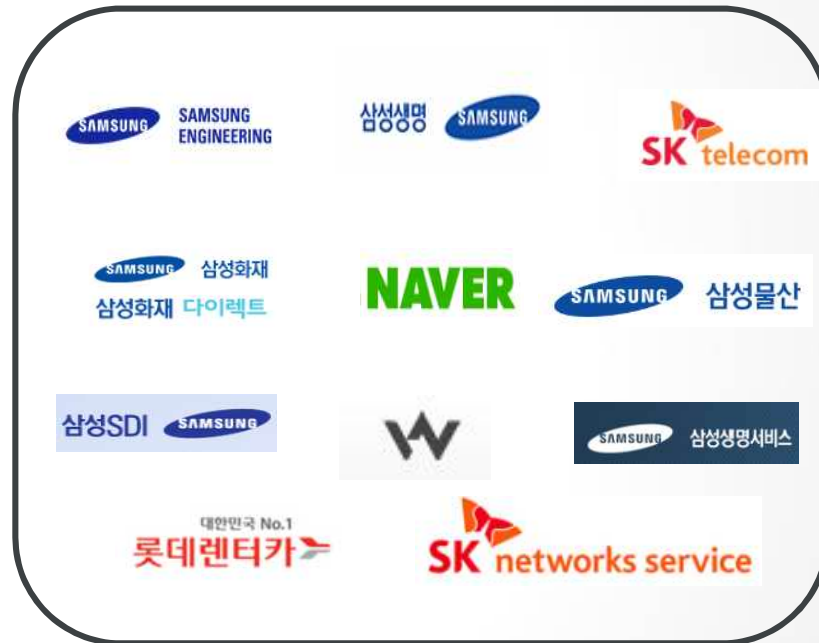 SAMSUNG SAMSUNG ENGINEERING
삼성생명 SAMSUNG
SK telecom
SAMSUNG 삼성화재
삼성화재 다이렉트
NAVER
SAMSUNG 삼성물산
삼성SDI SAMSUNG
W
SAMSUNG 삼성생명서비스
대한민국 No.1
롯데렌터카
SK networks service